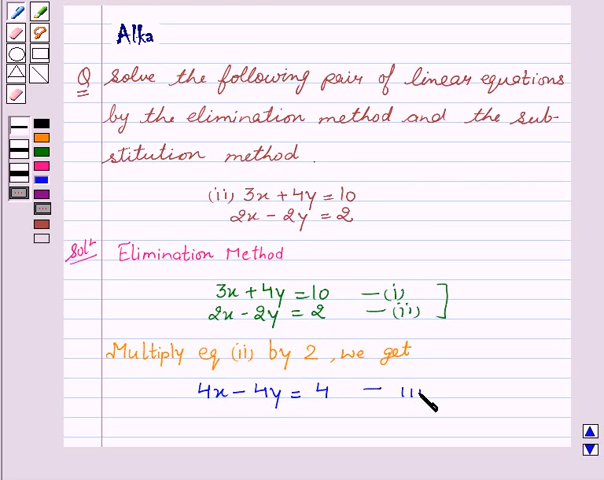 Alka
Q Solve the following pair of linear equations
by the elimination method and the sub-
stitution method.
(ii) 3x + 4y = 10
2x - 2y = 2
Solⁿ Elimination Method
3x + 4y = 10 — (i)
2x - 2y = 2 — (ii) ]
Multiply eq (ii) by 2, we get
4x - 4y = 4 — iii